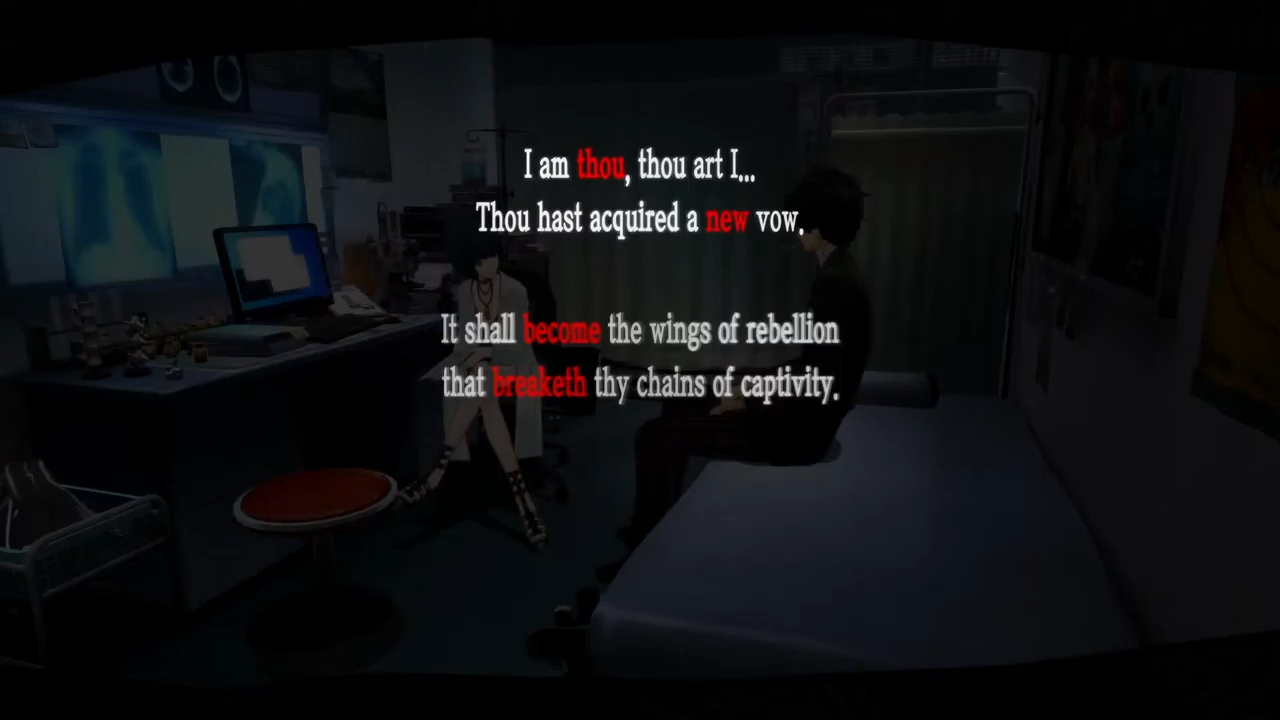 I am thou, thou art I...
Thou hast acquired a new vow.
It shall become the wings of rebellion
that breaketh thy chains of captivity.